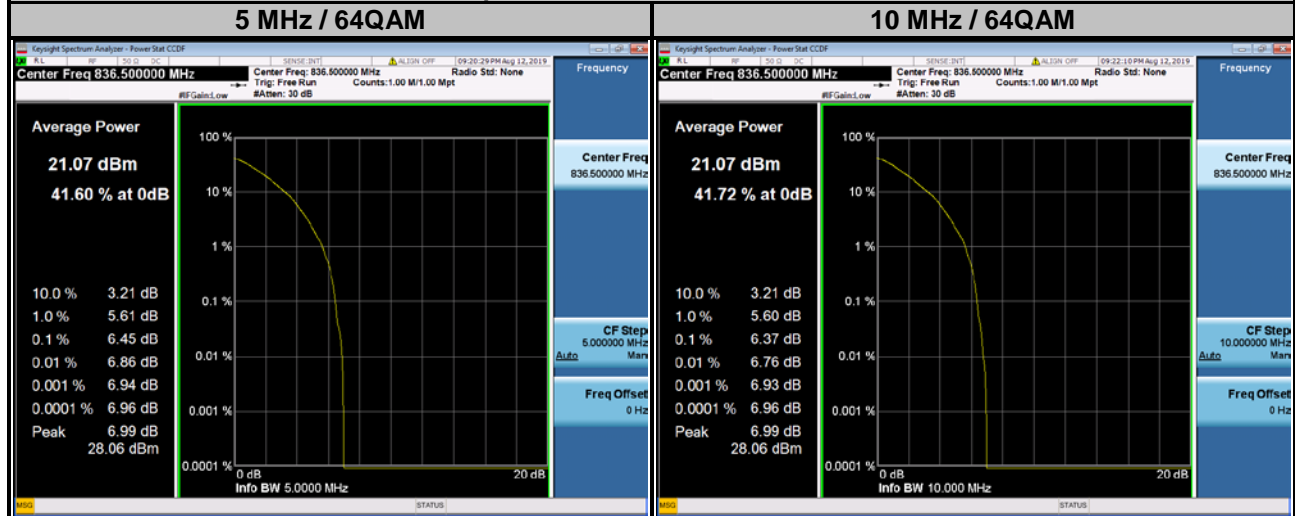 5 MHz / 64QAM
10 MHz / 64QAM
Keysight Spectrum Analyzer - Power Stat CCDF
RL RF 50 Ω DC SENSE:INT ALIGN OFF 09:20:29 PM Aug 12, 2019
Center Freq 836.500000 MHz
Center Freq: 836.500000 MHz Radio Std: None
Trig: Free Run Counts:1.00 M/1.00 Mpt
#IFGain:Low #Atten: 30 dB
Frequency
Average Power
21.07 dBm
41.60 % at 0dB
10.0 % 3.21 dB
1.0 % 5.61 dB
0.1 % 6.45 dB
0.01 % 6.86 dB
0.001 % 6.94 dB
0.0001 % 6.96 dB
Peak 6.99 dB
28.06 dBm
100 %
10 %
1 %
0.1 %
0.01 %
0.001 %
0.0001 %
0 dB 20 dB
Info BW 5.0000 MHz
Center Freq
836.500000 MHz
CF Step
5.000000 MHz
Auto Man
Freq Offset
0 Hz
MSG STATUS
Keysight Spectrum Analyzer - Power Stat CCDF
RL RF 50 Ω DC SENSE:INT ALIGN OFF 09:22:10 PM Aug 12, 2019
Center Freq 836.500000 MHz
Center Freq: 836.500000 MHz Radio Std: None
Trig: Free Run Counts:1.00 M/1.00 Mpt
#IFGain:Low #Atten: 30 dB
Frequency
Average Power
21.07 dBm
41.72 % at 0dB
10.0 % 3.21 dB
1.0 % 5.60 dB
0.1 % 6.37 dB
0.01 % 6.76 dB
0.001 % 6.93 dB
0.0001 % 6.96 dB
Peak 6.99 dB
28.06 dBm
100 %
10 %
1 %
0.1 %
0.01 %
0.001 %
0.0001 %
0 dB 20 dB
Info BW 10.000 MHz
Center Freq
836.500000 MHz
CF Step
10.000000 MHz
Auto Man
Freq Offset
0 Hz
MSG STATUS